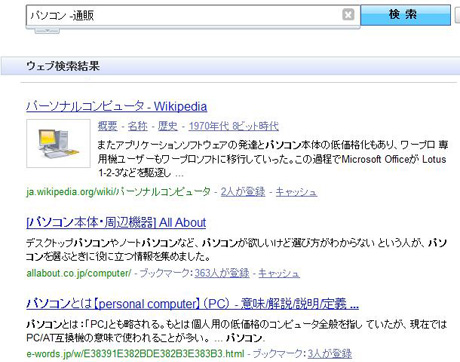 パソコン -通販
検索
ウェブ検索結果
パーソナルコンピュータ - Wikipedia
概要 - 名称 - 歴史 - 1970年代 8ビット時代
またアプリケーションソフトウェアの発達とパソコン本体の低価格化もあり、ワープロ専
用機ユーザーもワープロソフトに移行していった。この過程でMicrosoft Officeが Lotus
1-2-3などを駆逐し ...
ja.wikipedia.org/wiki/パーソナルコンピュータ - 2人が登録 - キャッシュ
[パソコン本体・周辺機器] All About
デスクトップパソコンやノートパソコンなど、パソコンが欲しいけど選び方がわからない という人が、パソ
コンを選ぶときに役に立つ情報を集めました。
allabout.co.jp/computer/ - ブックマーク：363人が登録 - キャッシュ
パソコンとは【personal computer】（PC） - 意味/解説/説明/定義 ...
パソコンとは：「PC」とも略される。もとは個人用の低価格のコンピュータ全般を指していたが、現在では
PC/AT互換機の意味で使われることが多い。 ... パソコン.
e-words.jp/w/E38391E382BDE382B3E383B3.html - ブックマーク：3人が登録